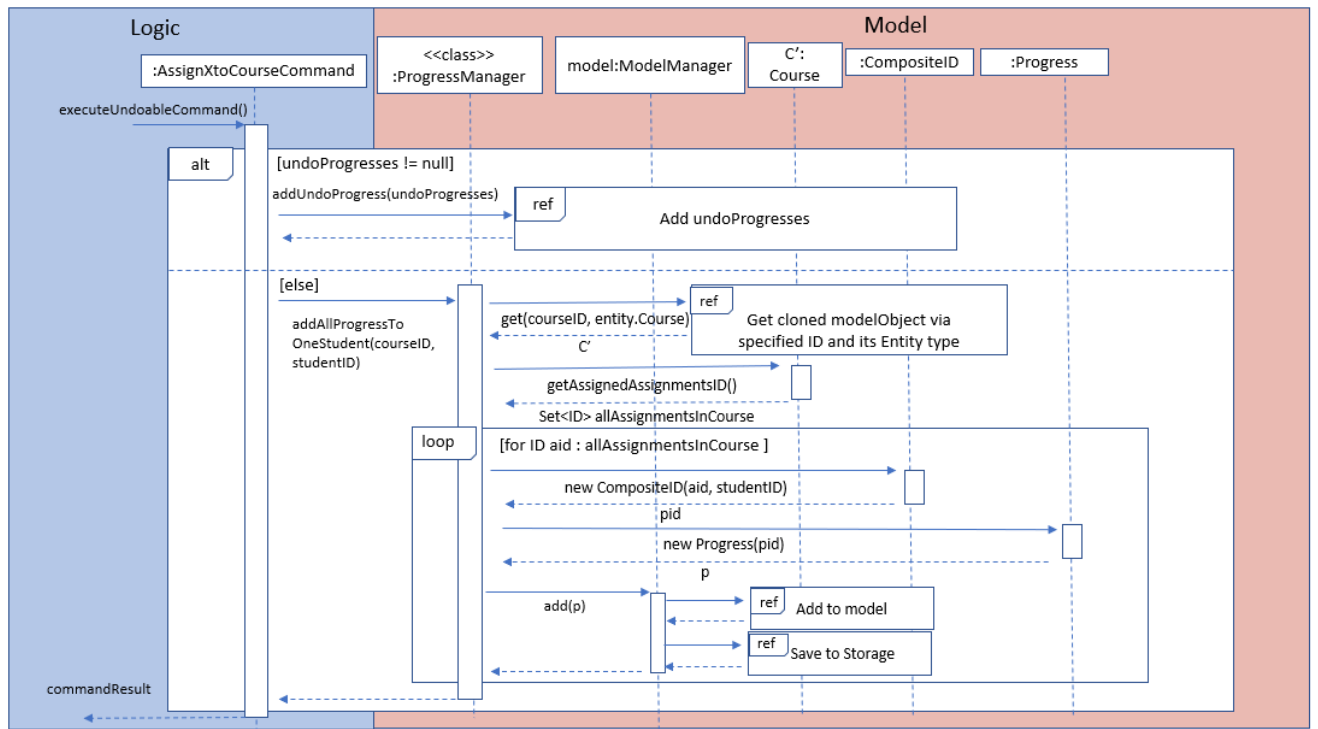 Logic
Model
:AssignXtoCourseCommand
<<class>>
:ProgressManager
model:ModelManager
C’:
Course
:CompositeID
:Progress
executeUndoableCommand()
alt
[undoProgresses != null]
addUndoProgress(undoProgresses)
ref
Add undoProgresses
[else]
addAllProgressTo
OneStudent(courseID,
studentID)
get(courseID, entity.Course)
C’
ref
Get cloned modelObject via
specified ID and its Entity type
getAssignedAssignmentsID()
Set<ID> allAssignmentsInCourse
loop
[for ID aid : allAssignmentsInCourse ]
new CompositeID(aid, studentID)
pid
new Progress(pid)
p
add(p)
ref
Add to model
ref
Save to Storage
commandResult